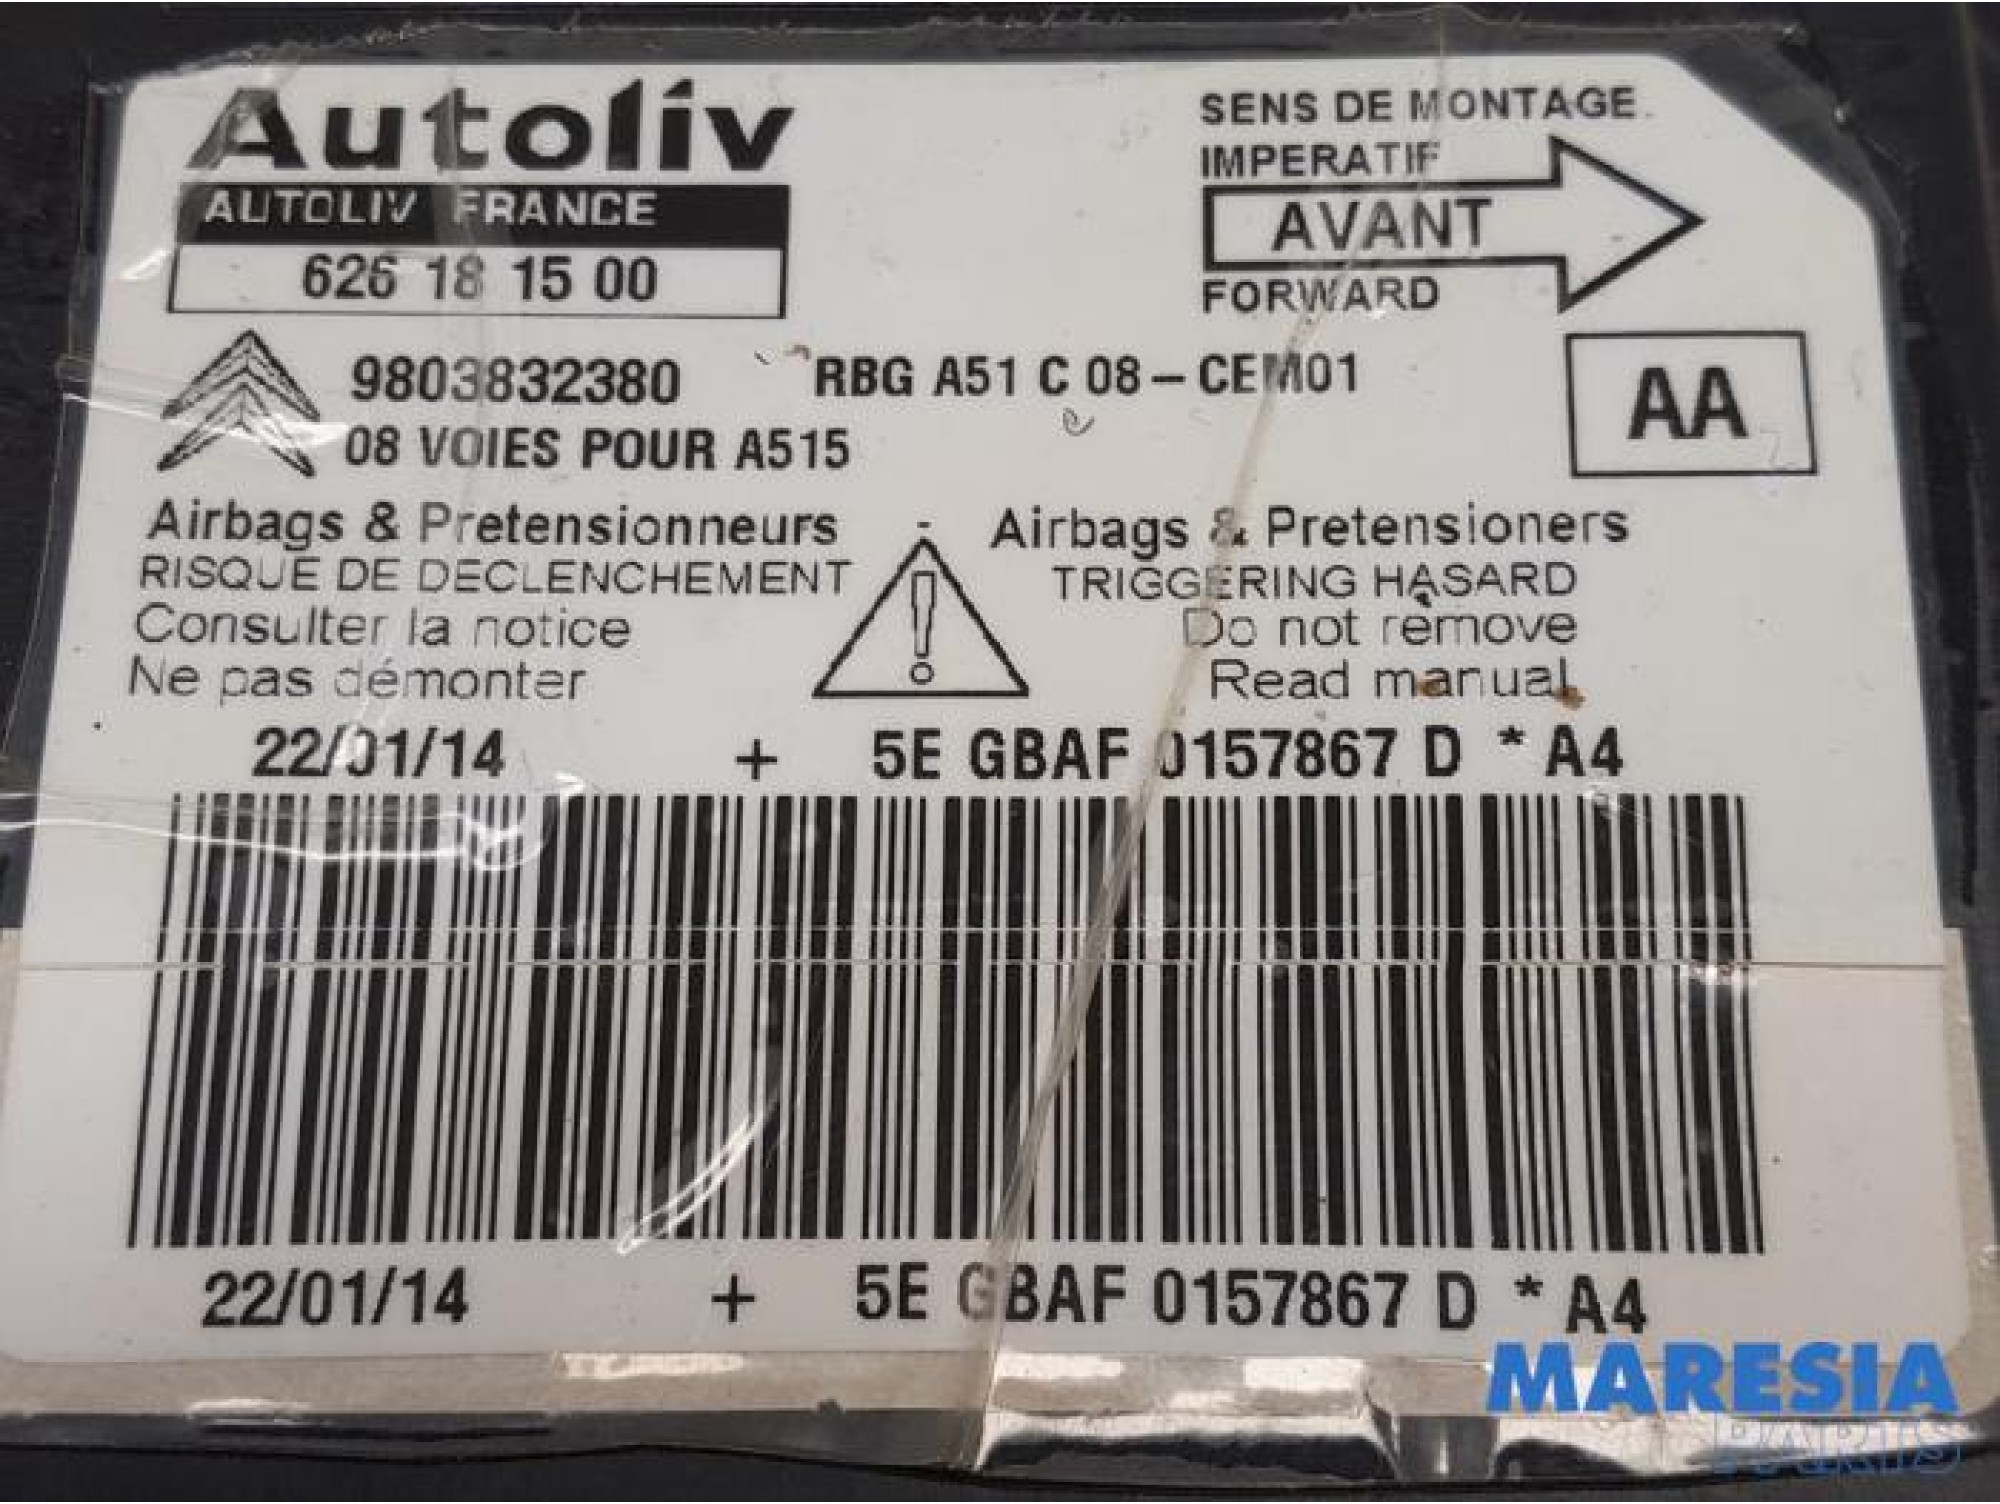 Autoliv
AUTOLIV FRANCE
626 18 15 00
SENS DE MONTAGE
IMPERATIF
AVANT
FORWARD
9803832380 RBG A51 C 08 – CEM01
08 VOIES POUR A515
AA
Airbags & Pretensionneurs
RISQUE DE DECLENCHEMENT
Consulter la notice
Ne pas démonter
Airbags & Pretensioners
TRIGGERING HASARD
Do not remove
Read manual
22/01/14 + 5E GBAF 0157867 D * A4
22/01/14 + 5E GBAF 0157867 D * A4
MARESIA
PARTS